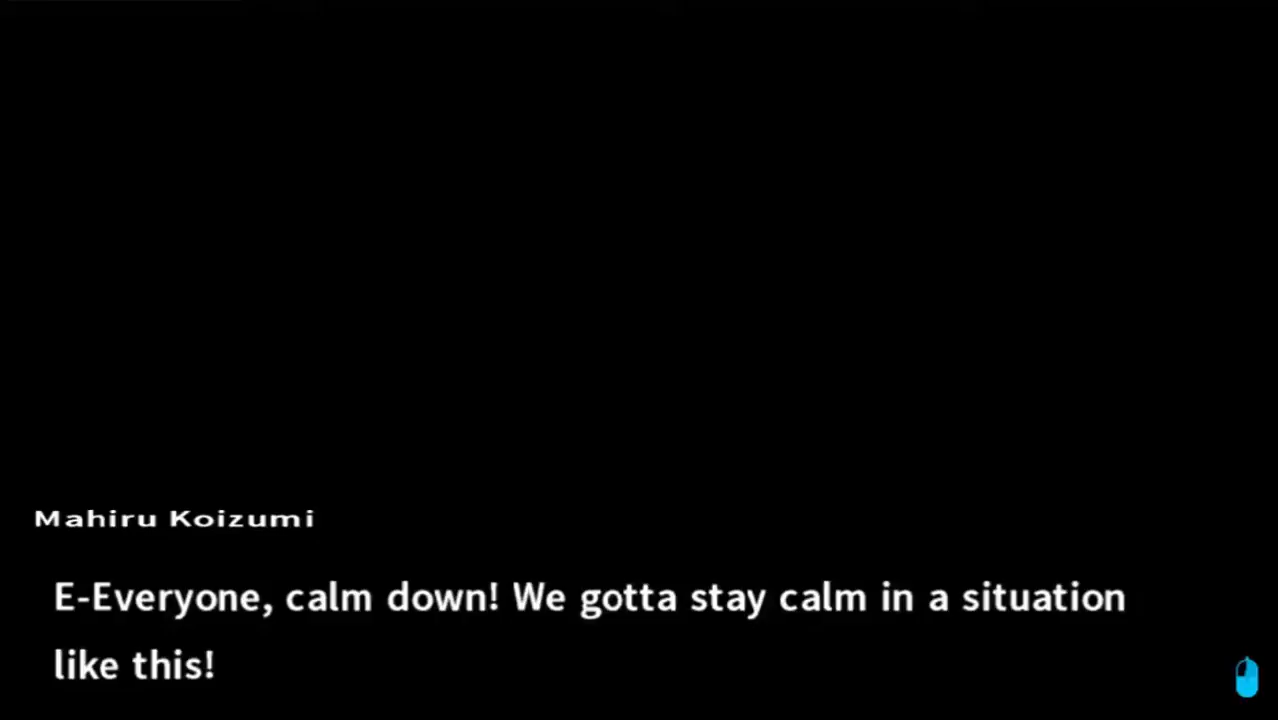 Mahiru Koizumi
E-Everyone, calm down! We gotta stay calm in a situation
like this!